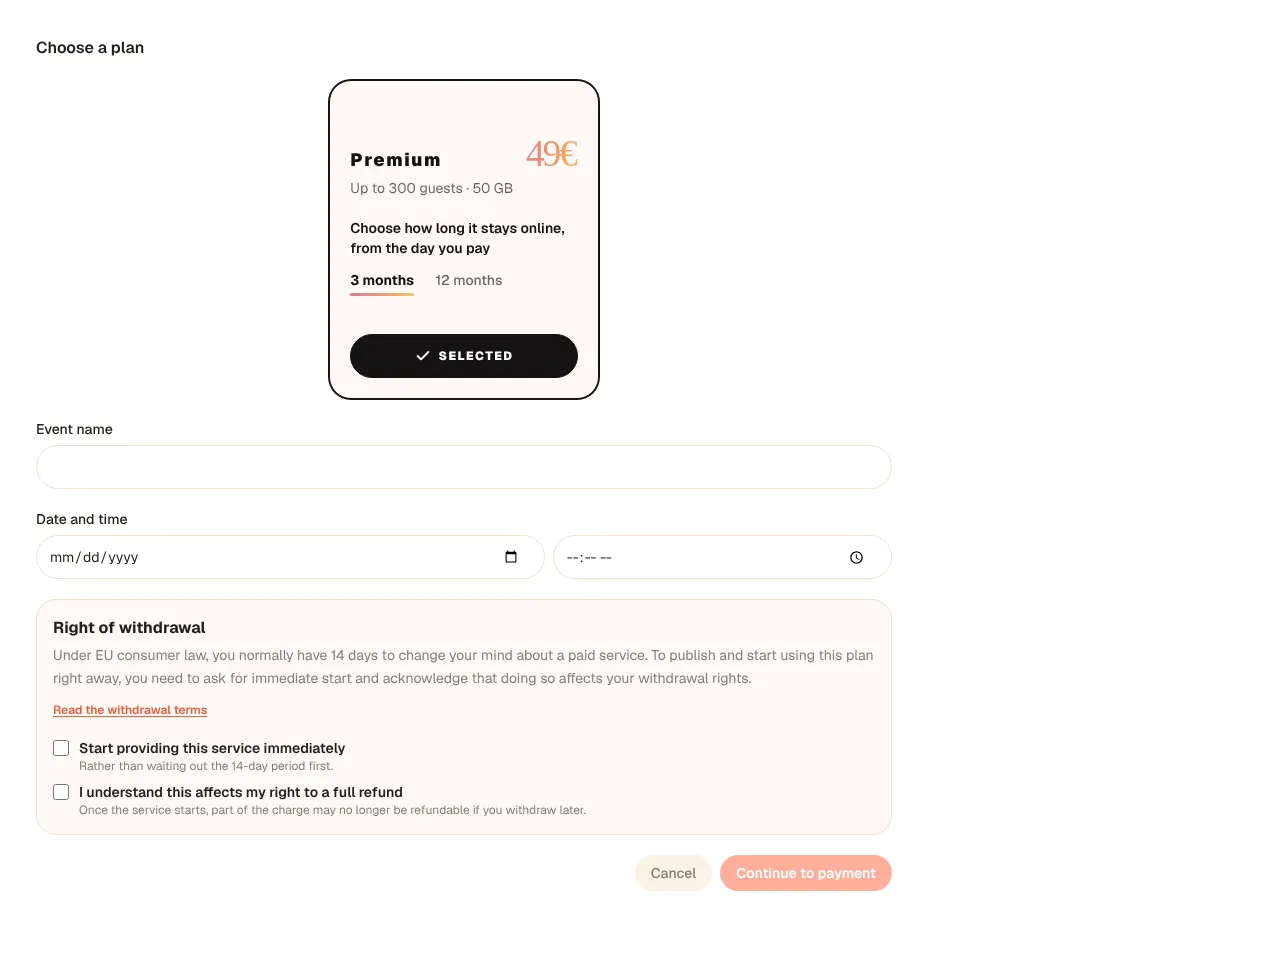 Choose a plan
Premium 49€
Up to 300 guests · 50 GB
Choose how long it stays online,
from the day you pay
3 months 12 months
SELECTED
Event name
Date and time
mm/dd/yyyy --:-- --
Right of withdrawal
Under EU consumer law, you normally have 14 days to change your mind about a paid service. To publish and start using this plan
right away, you need to ask for immediate start and acknowledge that doing so affects your withdrawal rights.
Read the withdrawal terms
Start providing this service immediately
Rather than waiting out the 14-day period first.
I understand this affects my right to a full refund
Once the service starts, part of the charge may no longer be refundable if you withdraw later.
Cancel Continue to payment